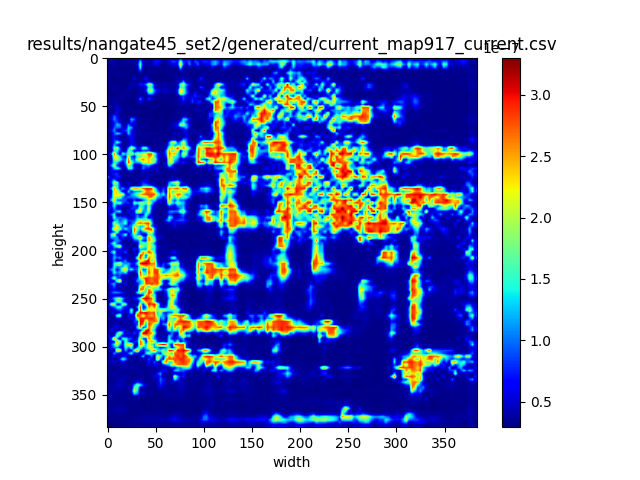 results/nangate45_set2/generated/current_map917_current.csv
1e−7
0
50
100
150
200
250
300
350
height
0 50 100 150 200 250 300 350
width
3.0
2.5
2.0
1.5
1.0
0.5